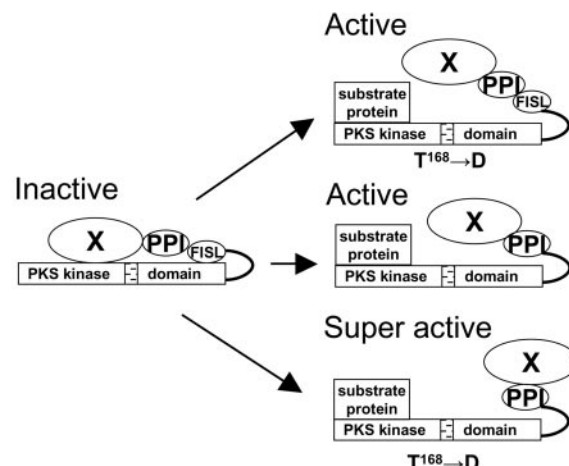 Active
X
PPI
FISL
substrate
protein
PKS kinase domain
T¹⁶⁸→D
Inactive
X PPI FISL
PKS kinase domain
Active
X
PPI
substrate
protein
PKS kinase domain
Super active
X
PPI
substrate
protein
PKS kinase domain
T¹⁶⁸→D